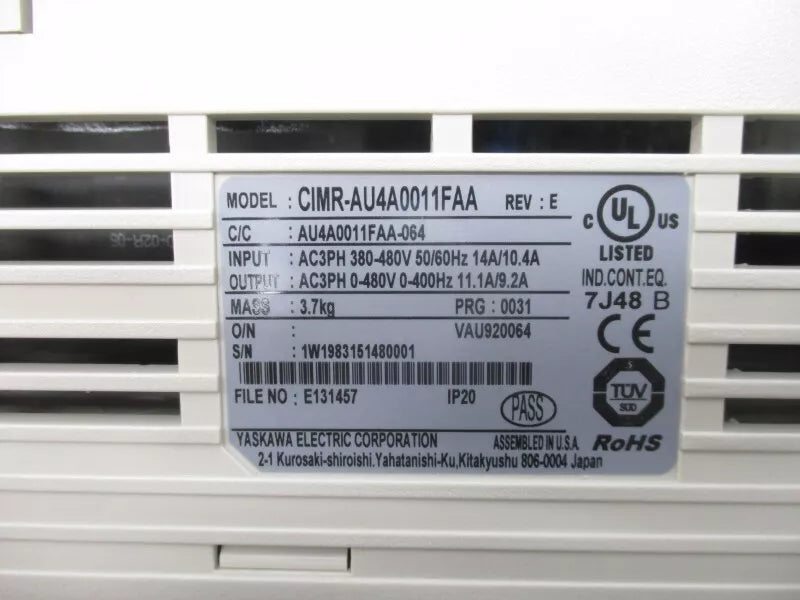 MODEL : CIMR-AU4A0011FAA REV : E
C/C : AU4A0011FAA-064
INPUT : AC3PH 380-480V 50/60Hz 14A/10.4A
OUTPUT : AC3PH 0-480V 0-400Hz 11.1A/9.2A
MASS : 3.7kg PRG : 0031
O/N : VAU920064
S/N : 1W1983151480001
FILE NO : E131457 IP20
PASS
YASKAWA ELECTRIC CORPORATION ASSEMBLED IN U.S.A
2-1 Kurosaki-shiroishi.Yahatanishi-Ku,Kitakyushu 806-0004 Japan
C UL US
LISTED
IND.CONT.EQ.
7J48 B
CE
TÜV
SÜD
RoHS